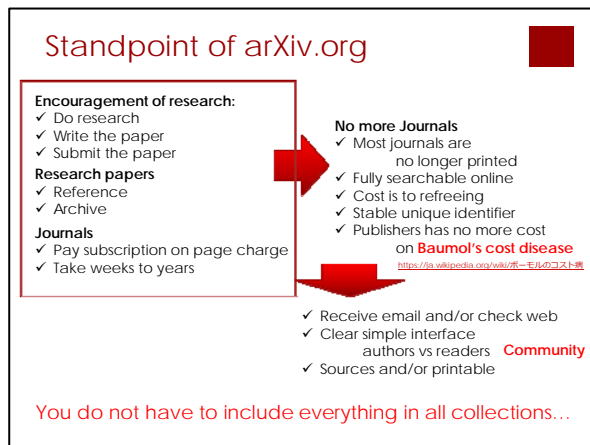 Standpoint of arXiv.org
Encouragement of research:
✓ Do research
✓ Write the paper
✓ Submit the paper
Research papers
✓ Reference
✓ Archive
Journals
✓ Pay subscription on page charge
✓ Take weeks to years
No more Journals
✓ Most journals are
no longer printed
✓ Fully searchable online
✓ Cost is to refreeing
✓ Stable unique identifier
✓ Publishers has no more cost
on Baumol's cost disease
https://ja.wikipedia.org/wiki/ボーモルのコスト病
✓ Receive email and/or check web
✓ Clear simple interface
authors vs readers Community
✓ Sources and/or printable
You do not have to include everything in all collections…